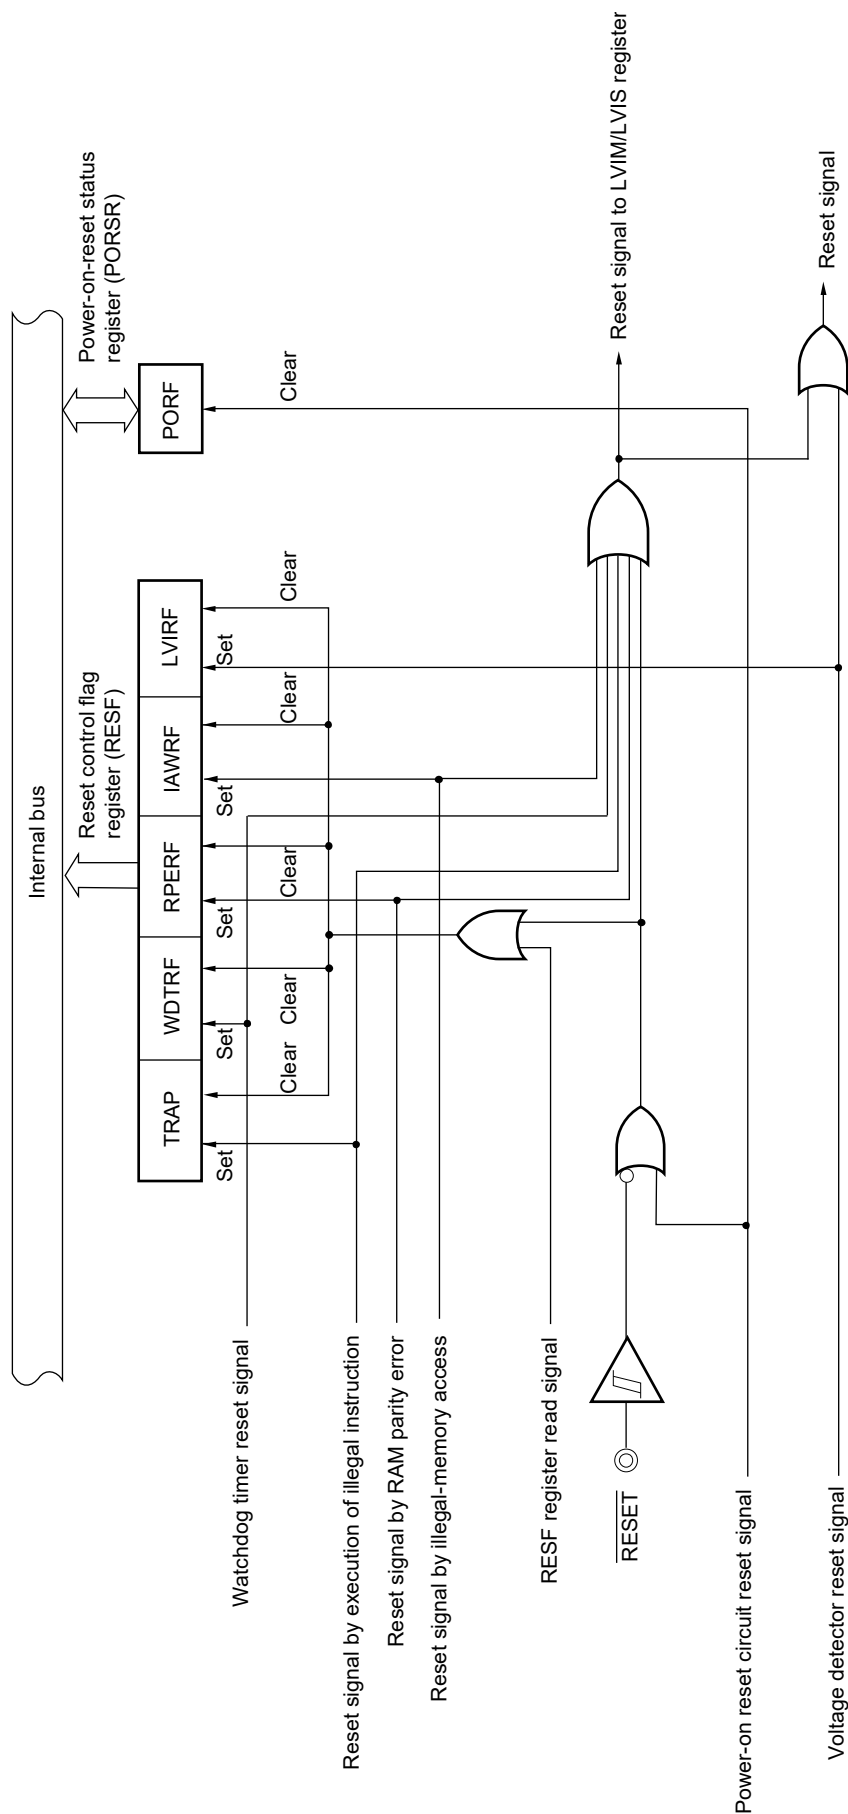 Internal bus
Reset control flag
register (RESF)
Power-on-reset status
register (PORSR)
TRAP
WDTRF
RPERF
IAWRF
LVIRF
PORF
Set
Clear
Set
Clear
Set
Clear
Set
Clear
Set
Clear
Clear
Watchdog timer reset signal
Reset signal by execution of illegal instruction
Reset signal by RAM parity error
Reset signal by illegal-memory access
RESF register read signal
RESET
Reset signal to LVIM/LVIS register
Power-on reset circuit reset signal
Voltage detector reset signal
Reset signal